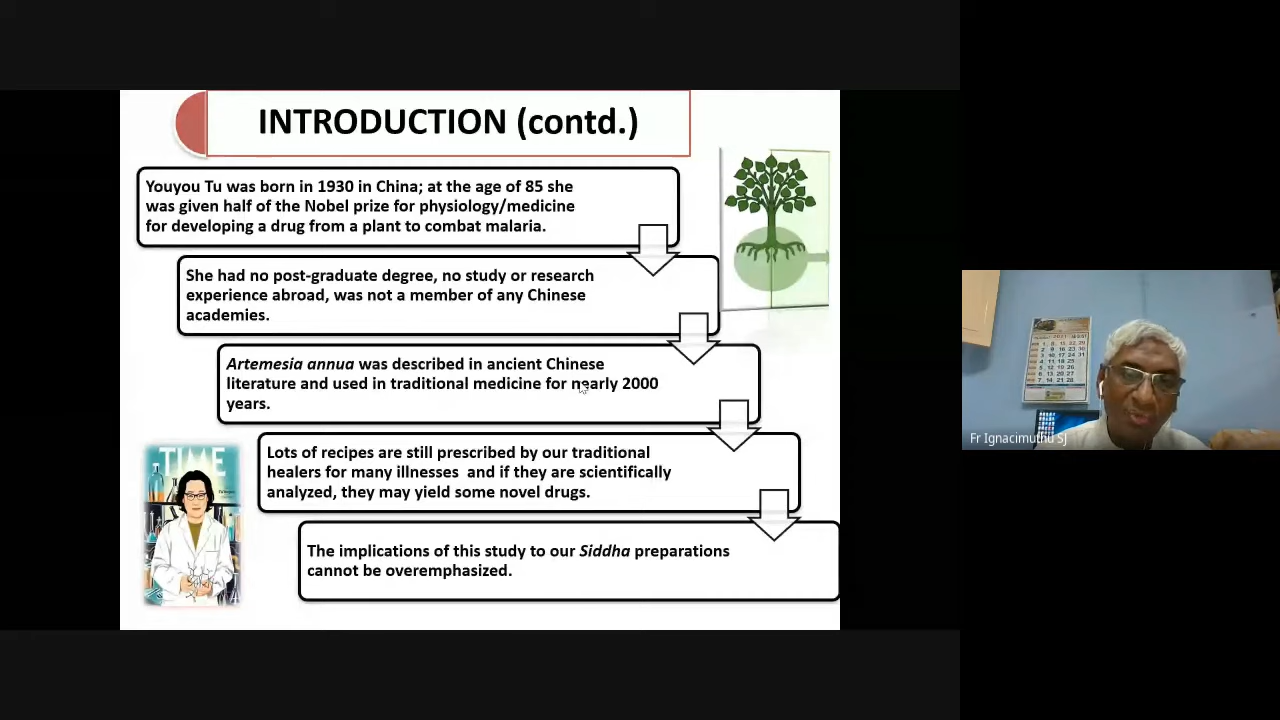 INTRODUCTION (contd.)
Youyou Tu was born in 1930 in China; at the age of 85 she
was given half of the Nobel prize for physiology/medicine
for developing a drug from a plant to combat malaria.
She had no post-graduate degree, no study or research
experience abroad, was not a member of any Chinese
academies.
Artemesia annua was described in ancient Chinese
literature and used in traditional medicine for nearly 2000
years.
Lots of recipes are still prescribed by our traditional
healers for many illnesses and if they are scientifically
analyzed, they may yield some novel drugs.
The implications of this study to our Siddha preparations
cannot be overemphasized.
TIME
Fr Ignacimuthu SJ